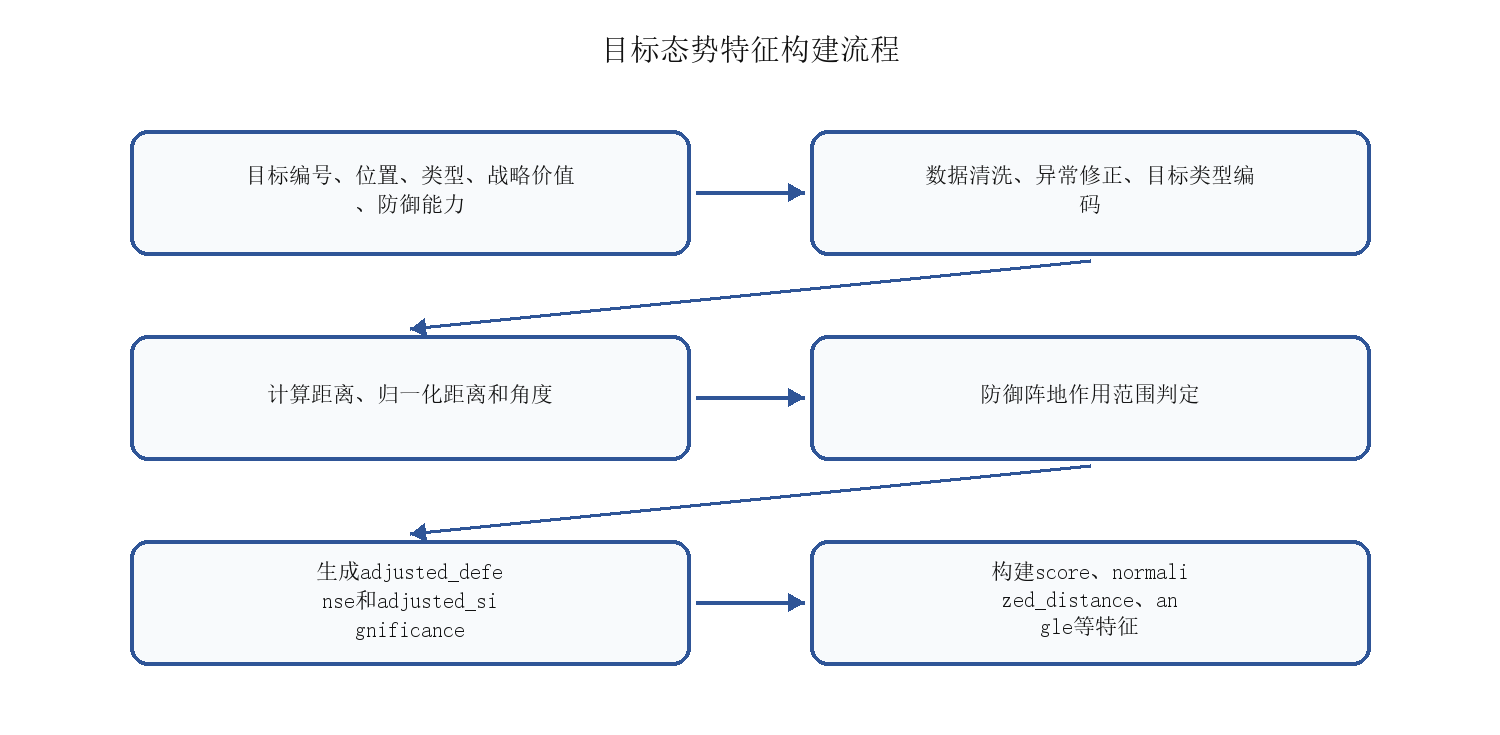 目标态势特征构建流程
目标编号、位置、类型、战略价值
、防御能力
数据清洗、异常修正、目标类型编
码
计算距离、归一化距离和角度
防御阵地作用范围判定
生成adjusted_defe
nse和adjusted_si
gnificance
构建score、normali
zed_distance、an
gle等特征